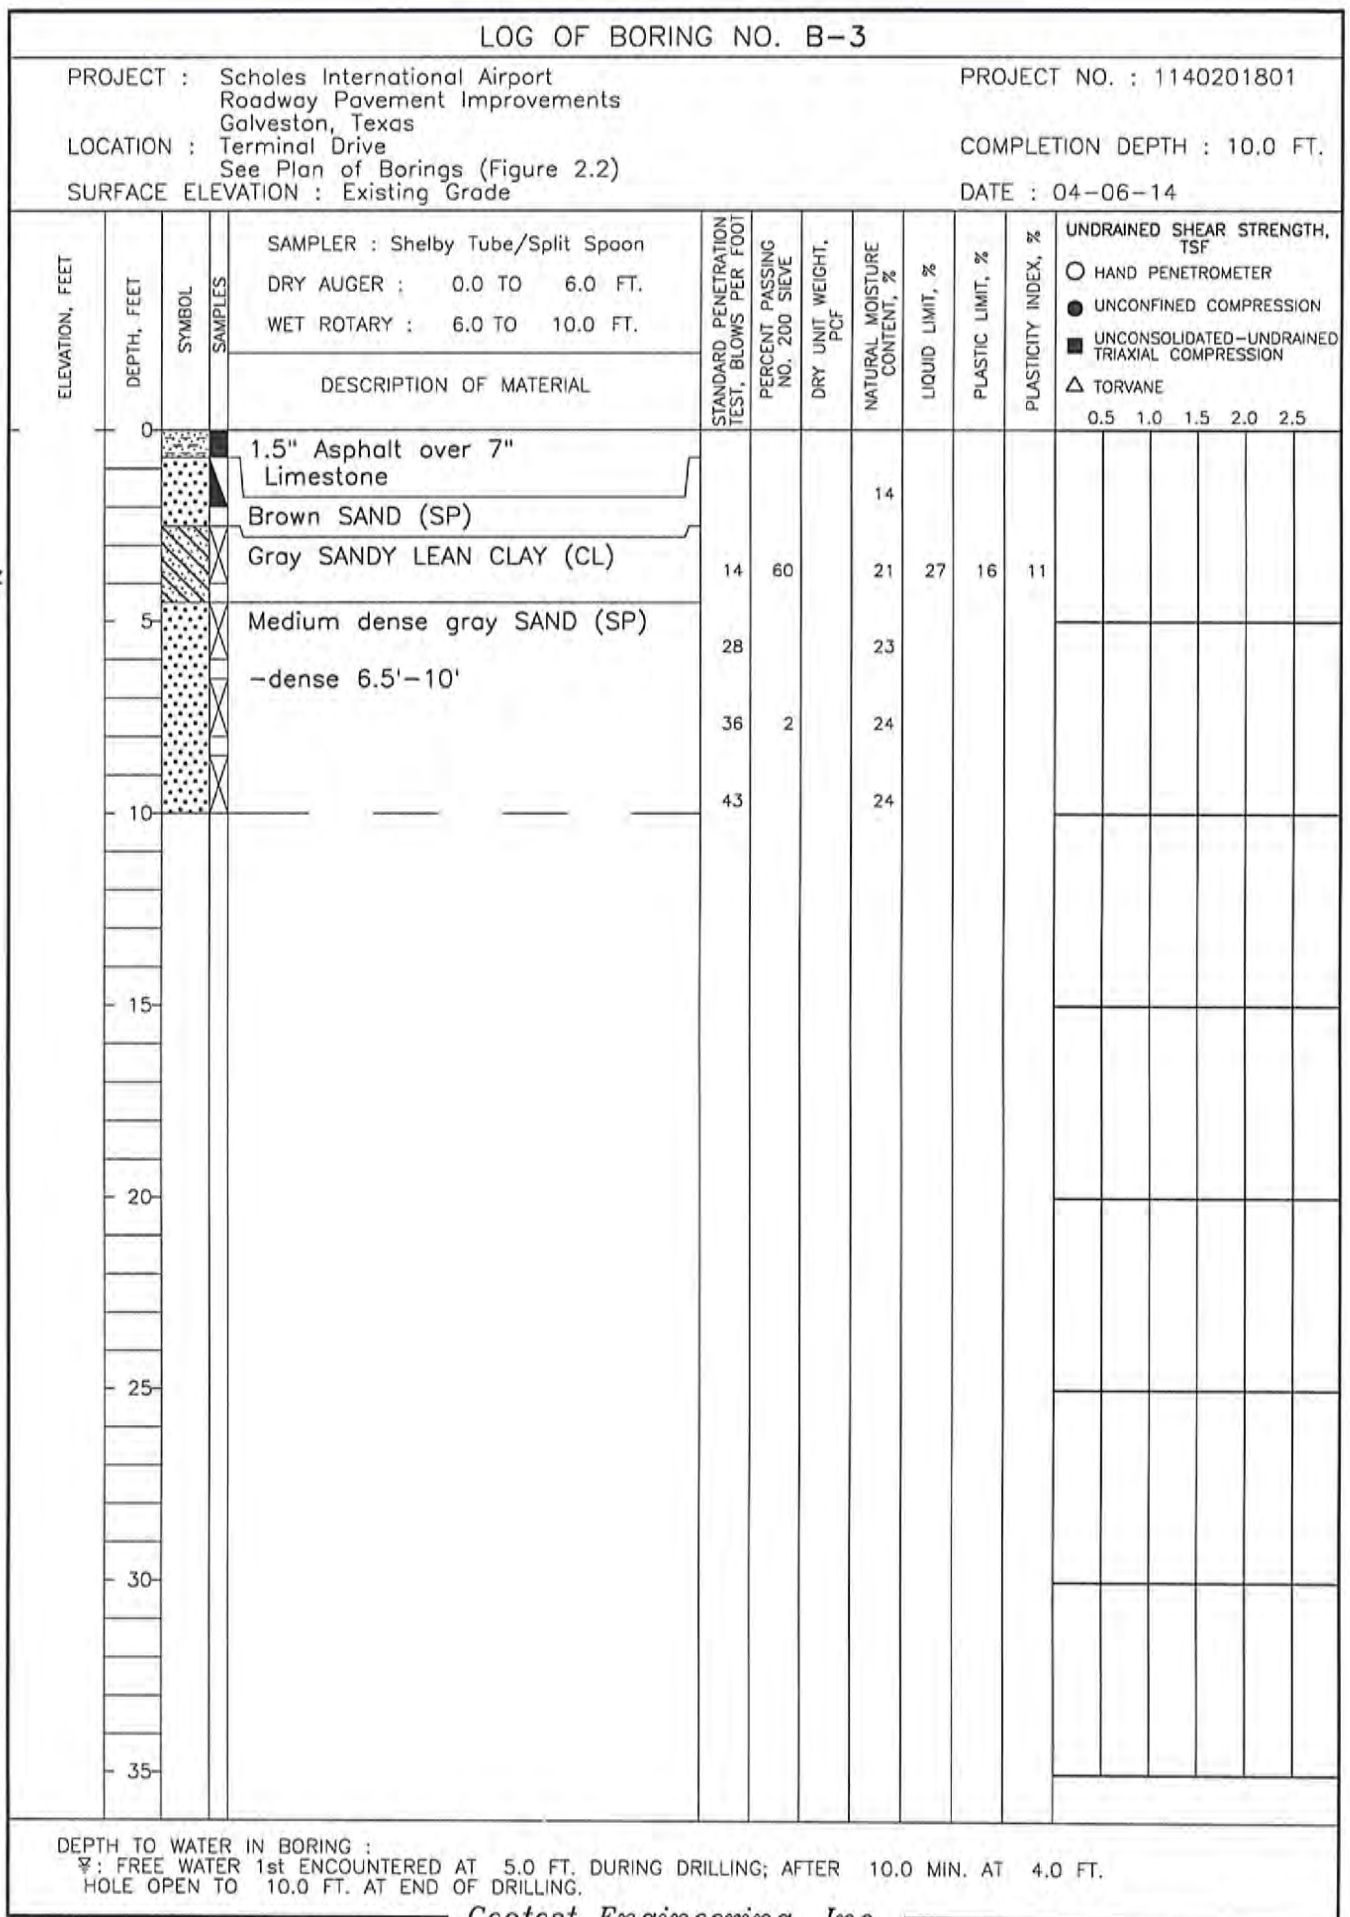 LOG OF BORING NO. B-3
PROJECT : Scholes International Airport
Roadway Pavement Improvements
Galveston, Texas
PROJECT NO. : 1140201801
LOCATION : Terminal Drive
See Plan of Borings (Figure 2.2)
COMPLETION DEPTH : 10.0 FT.
SURFACE ELEVATION : Existing Grade
DATE : 04-06-14
ELEVATION, FEET
DEPTH, FEET
SYMBOL
SAMPLES
SAMPLER : Shelby Tube/Split Spoon
DRY AUGER : 0.0 TO 6.0 FT.
WET ROTARY : 6.0 TO 10.0 FT.
DESCRIPTION OF MATERIAL
STANDARD PENETRATION
TEST, BLOWS PER FOOT
PERCENT PASSING
NO. 200 SIEVE
DRY UNIT WEIGHT,
PCF
NATURAL MOISTURE
CONTENT, %
LIQUID LIMIT, %
PLASTIC LIMIT, %
PLASTICITY INDEX, %
UNDRAINED SHEAR STRENGTH,
TSF
HAND PENETROMETER
UNCONFINED COMPRESSION
UNCONSOLIDATED-UNDRAINED
TRIAXIAL COMPRESSION
TORVANE
0.5 1.0 1.5 2.0 2.5
0
1.5" Asphalt over 7"
Limestone
14
Brown SAND (SP)
Gray SANDY LEAN CLAY (CL)
14 60 21 27 16 11
5
Medium dense gray SAND (SP)
28 23
-dense 6.5'-10'
36 2 24
43 24
10
15
20
25
30
35
DEPTH TO WATER IN BORING :
: FREE WATER 1st ENCOUNTERED AT 5.0 FT. DURING DRILLING; AFTER 10.0 MIN. AT 4.0 FT.
HOLE OPEN TO 10.0 FT. AT END OF DRILLING.
Geotest Engineering, Inc.